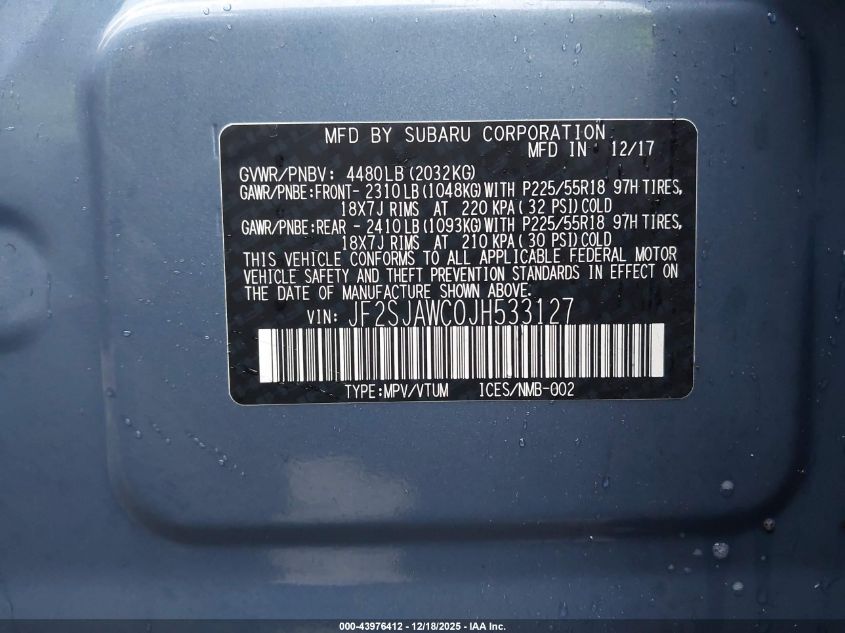 MFD BY SUBARU CORPORATION
MFD IN 12/17
GVWR/PNBV: 4480LB(2032KG)
GAWR/PNBE:FRONT- 2310LB(1048KG)WITH P225/55R18 97H TIRES,
18X7J RIMS AT 220 KPA( 32 PSI)COLD
GAWR/PNBE:REAR - 2410LB(1093KG)WITH P225/55R18 97H TIRES,
18X7J RIMS AT 210 KPA( 30 PSI)COLD
THIS VEHICLE CONFORMS TO ALL APPLICABLE FEDERAL MOTOR
VEHICLE SAFETY AND THEFT PREVENTION STANDARDS IN EFFECT ON
THE DATE OF MANUFACTURE SHOWN ABOVE.
VIN: JF2SJAWC0JH533127
TYPE:MPV/VTUM ICES/NMB-002
000-43976412 - 12/18/2025 - IAA Inc.